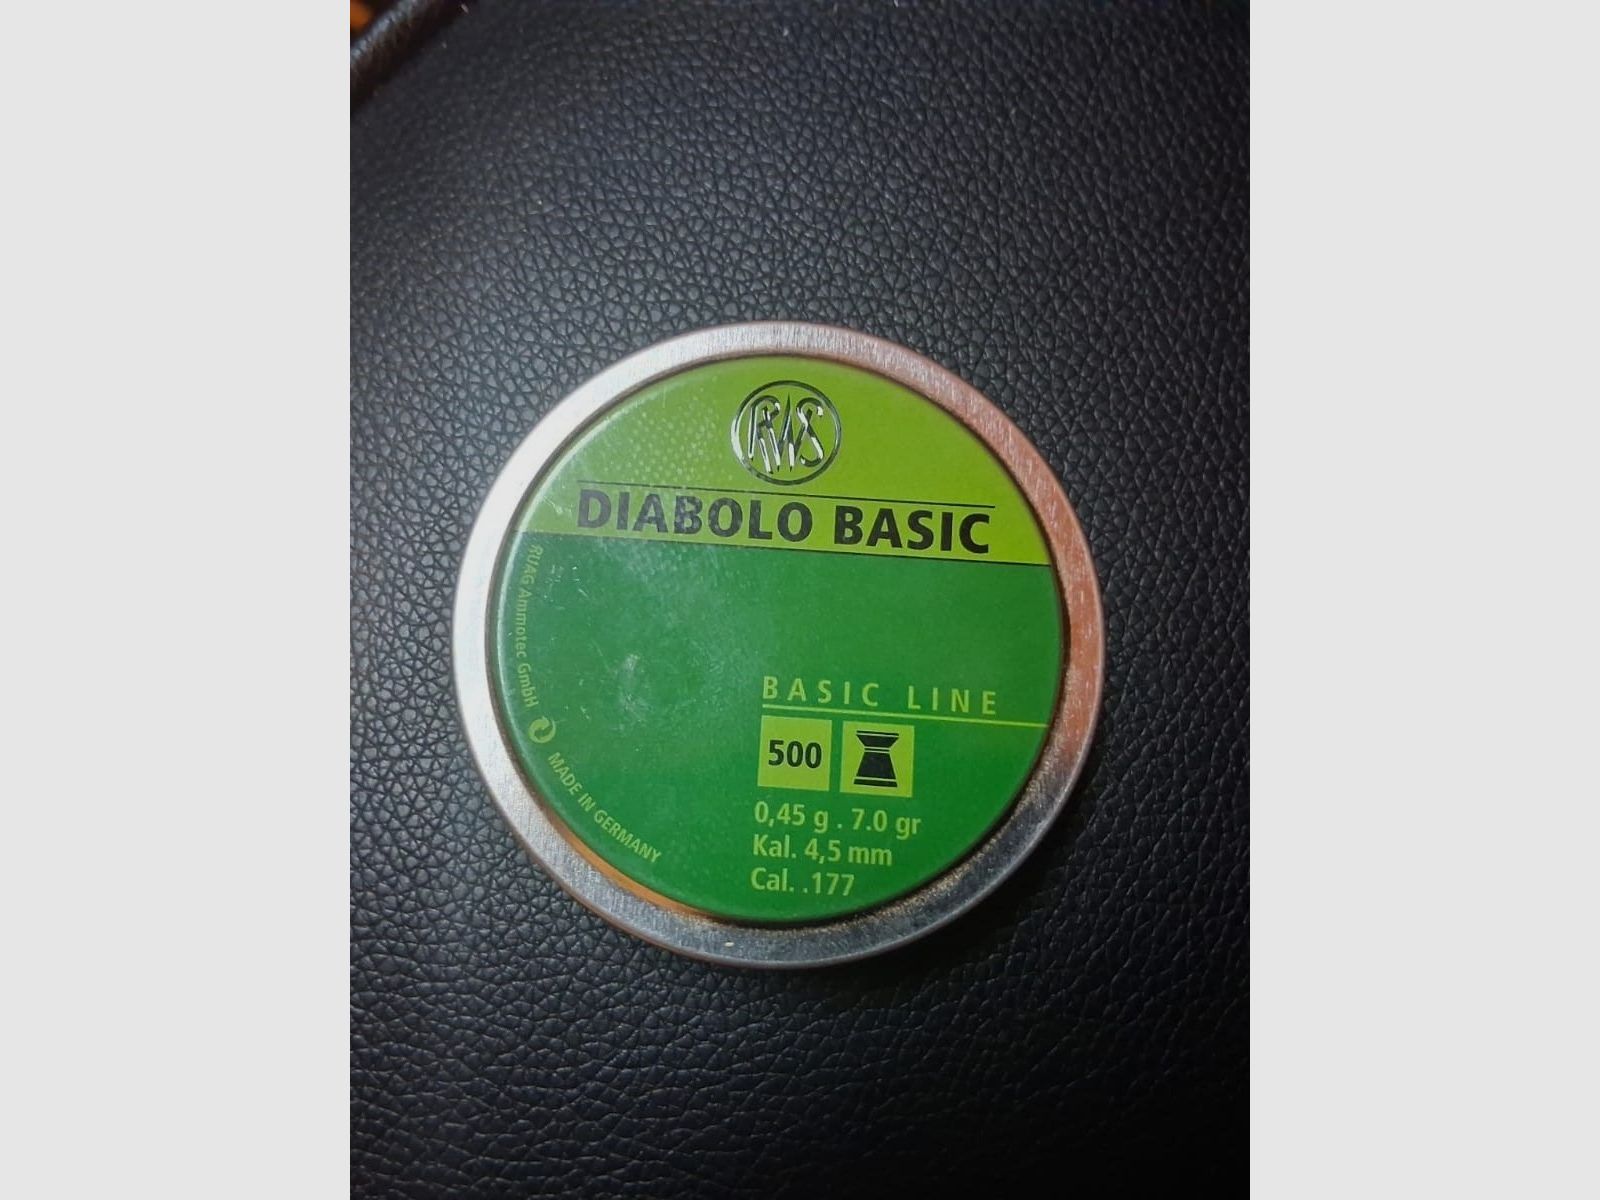 RWS
DIABOLO BASIC
RUAG Ammotec GmbH
MADE IN GERMANY
BASIC LINE
500
0,45 g . 7.0 gr
Kal. 4,5 mm
Cal. .177